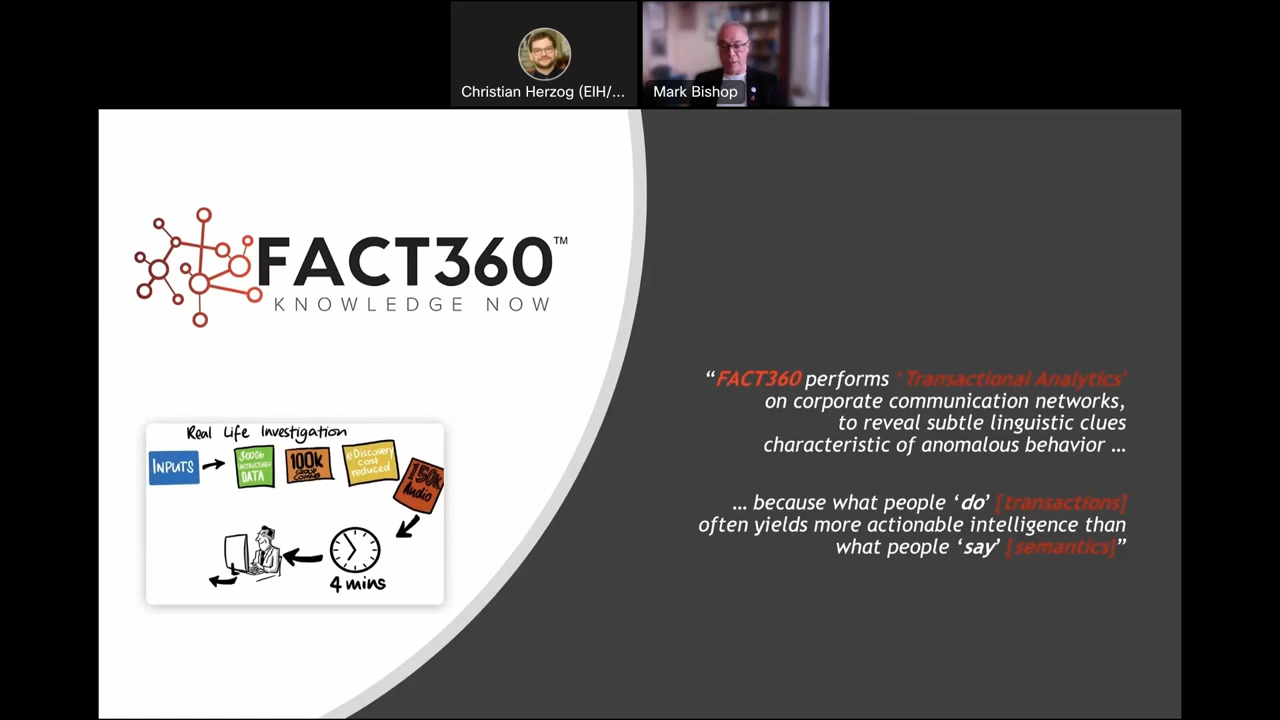 Christian Herzog (EIH/...
Mark Bishop
FACT360™
KNOWLEDGE NOW
Real Life Investigation
INPUTS
DATA
100K
GROUP
COMMS
eDiscovery
cost
reduced
150K
Audio
4 mins
“FACT360 performs ‘Transactional Analytics’
on corporate communication networks,
to reveal subtle linguistic clues
characteristic of anomalous behavior ...
... because what people ‘do’ [transactions]
often yields more actionable intelligence than
what people ‘say’ [semantics]”